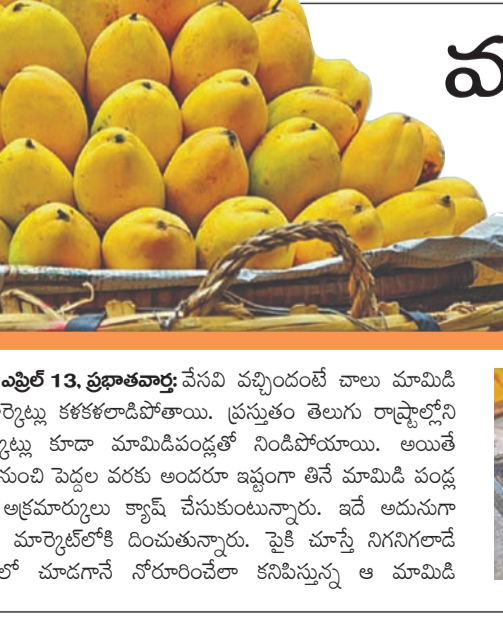 మ
ఎప్రిల్ 13, ప్రభాతవార్త: వేసవి వచ్చిందంటే చాలు మామిడి
ర్కెట్లు కళకళలాడిపోతాయి. ప్రస్తుతం తెలుగు రాష్ట్రాల్లోని
్కెట్లు కూడా మామిడిపండ్లతో నిండిపోయాయి. అయితే
నుంచి పెద్దల వరకు అందరూ ఇష్టంగా తినే మామిడి పండ్ల
అక్రమార్కులు క్యాష్ చేసుకుంటున్నారు. ఇదే అదునుగా
మార్కెట్‌లోకి దించుతున్నారు. పైకి చూస్తే నిగనిగలాడే
లో చూడగానే నోరూరించేలా కనిపిస్తున్న ఆ మామిడి